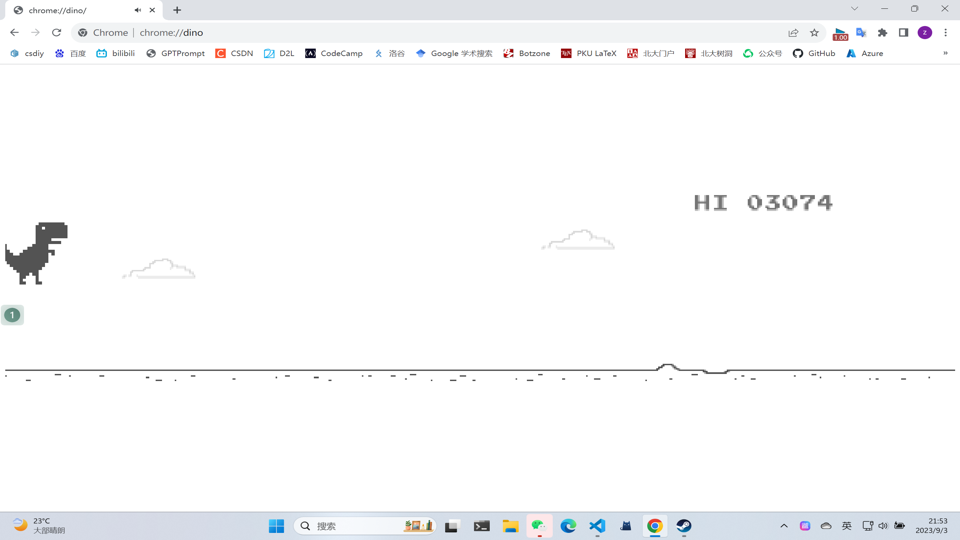 chrome://dino/
Chrome | chrome://dino
1.00
z
csdiy 百度 bilibili GPTPrompt CSDN D2L CodeCamp 洛谷 Google 学术搜索 Botzone PKU LaTeX 北大门户 北大树洞 公众号 GitHub Azure »
HI 03074
1
23°C
大部晴朗
搜索
英
21:53
2023/9/3